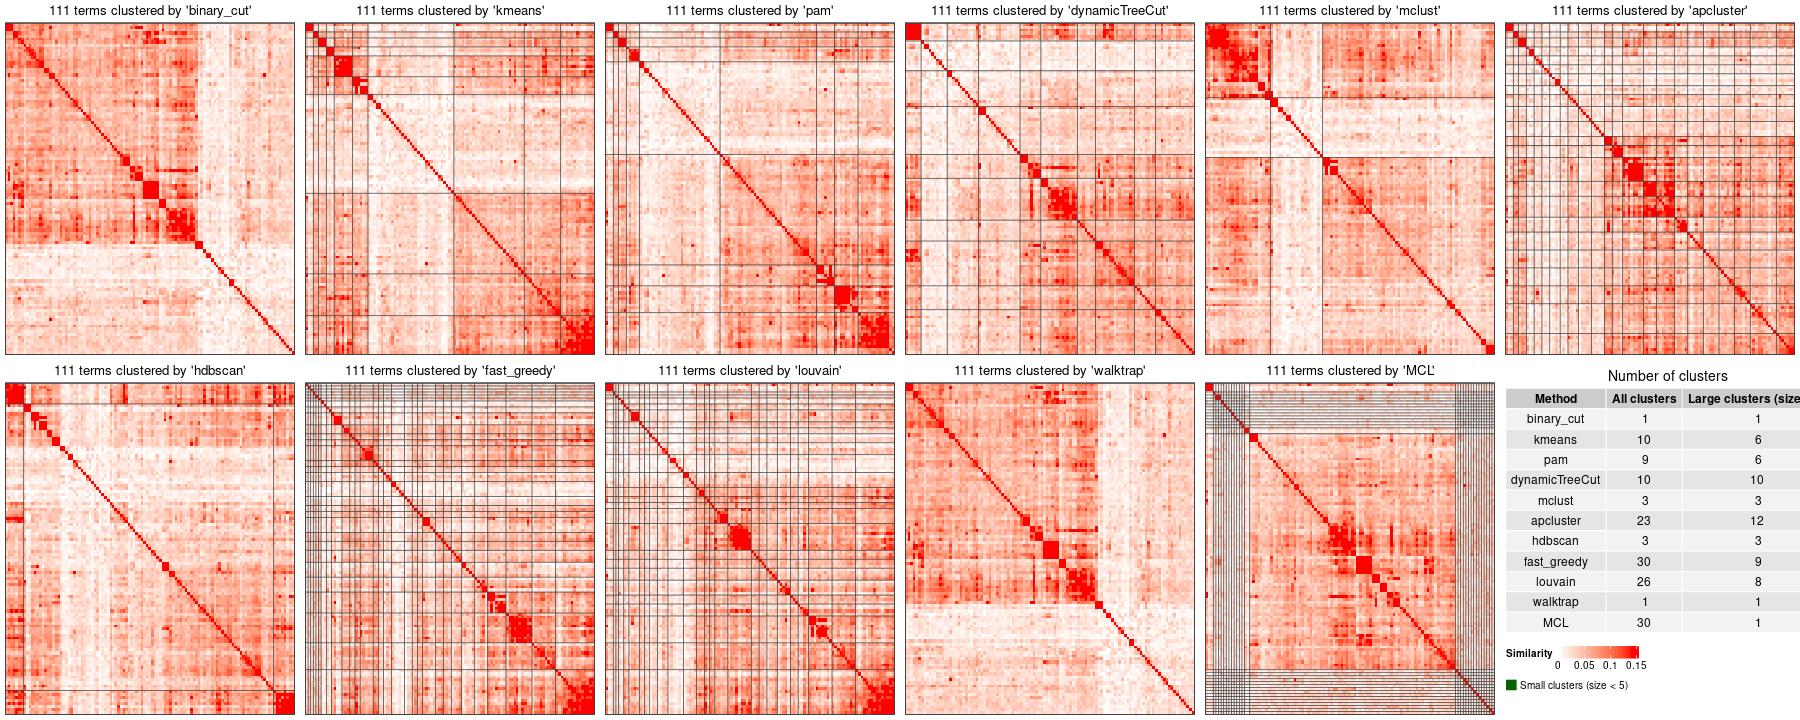 111 terms clustered by 'binary_cut'
111 terms clustered by 'kmeans'
111 terms clustered by 'pam'
111 terms clustered by 'dynamicTreeCut'
111 terms clustered by 'mclust'
111 terms clustered by 'apcluster'
111 terms clustered by 'hdbscan'
111 terms clustered by 'fast_greedy'
111 terms clustered by 'louvain'
111 terms clustered by 'walktrap'
111 terms clustered by 'MCL'
Number of clusters
Method All clusters Large clusters (size
binary_cut 1 1
kmeans 10 6
pam 9 6
dynamicTreeCut 10 10
mclust 3 3
apcluster 23 12
hdbscan 3 3
fast_greedy 30 9
louvain 26 8
walktrap 1 1
MCL 30 1
Similarity
0 0.05 0.1 0.15
Small clusters (size < 5)